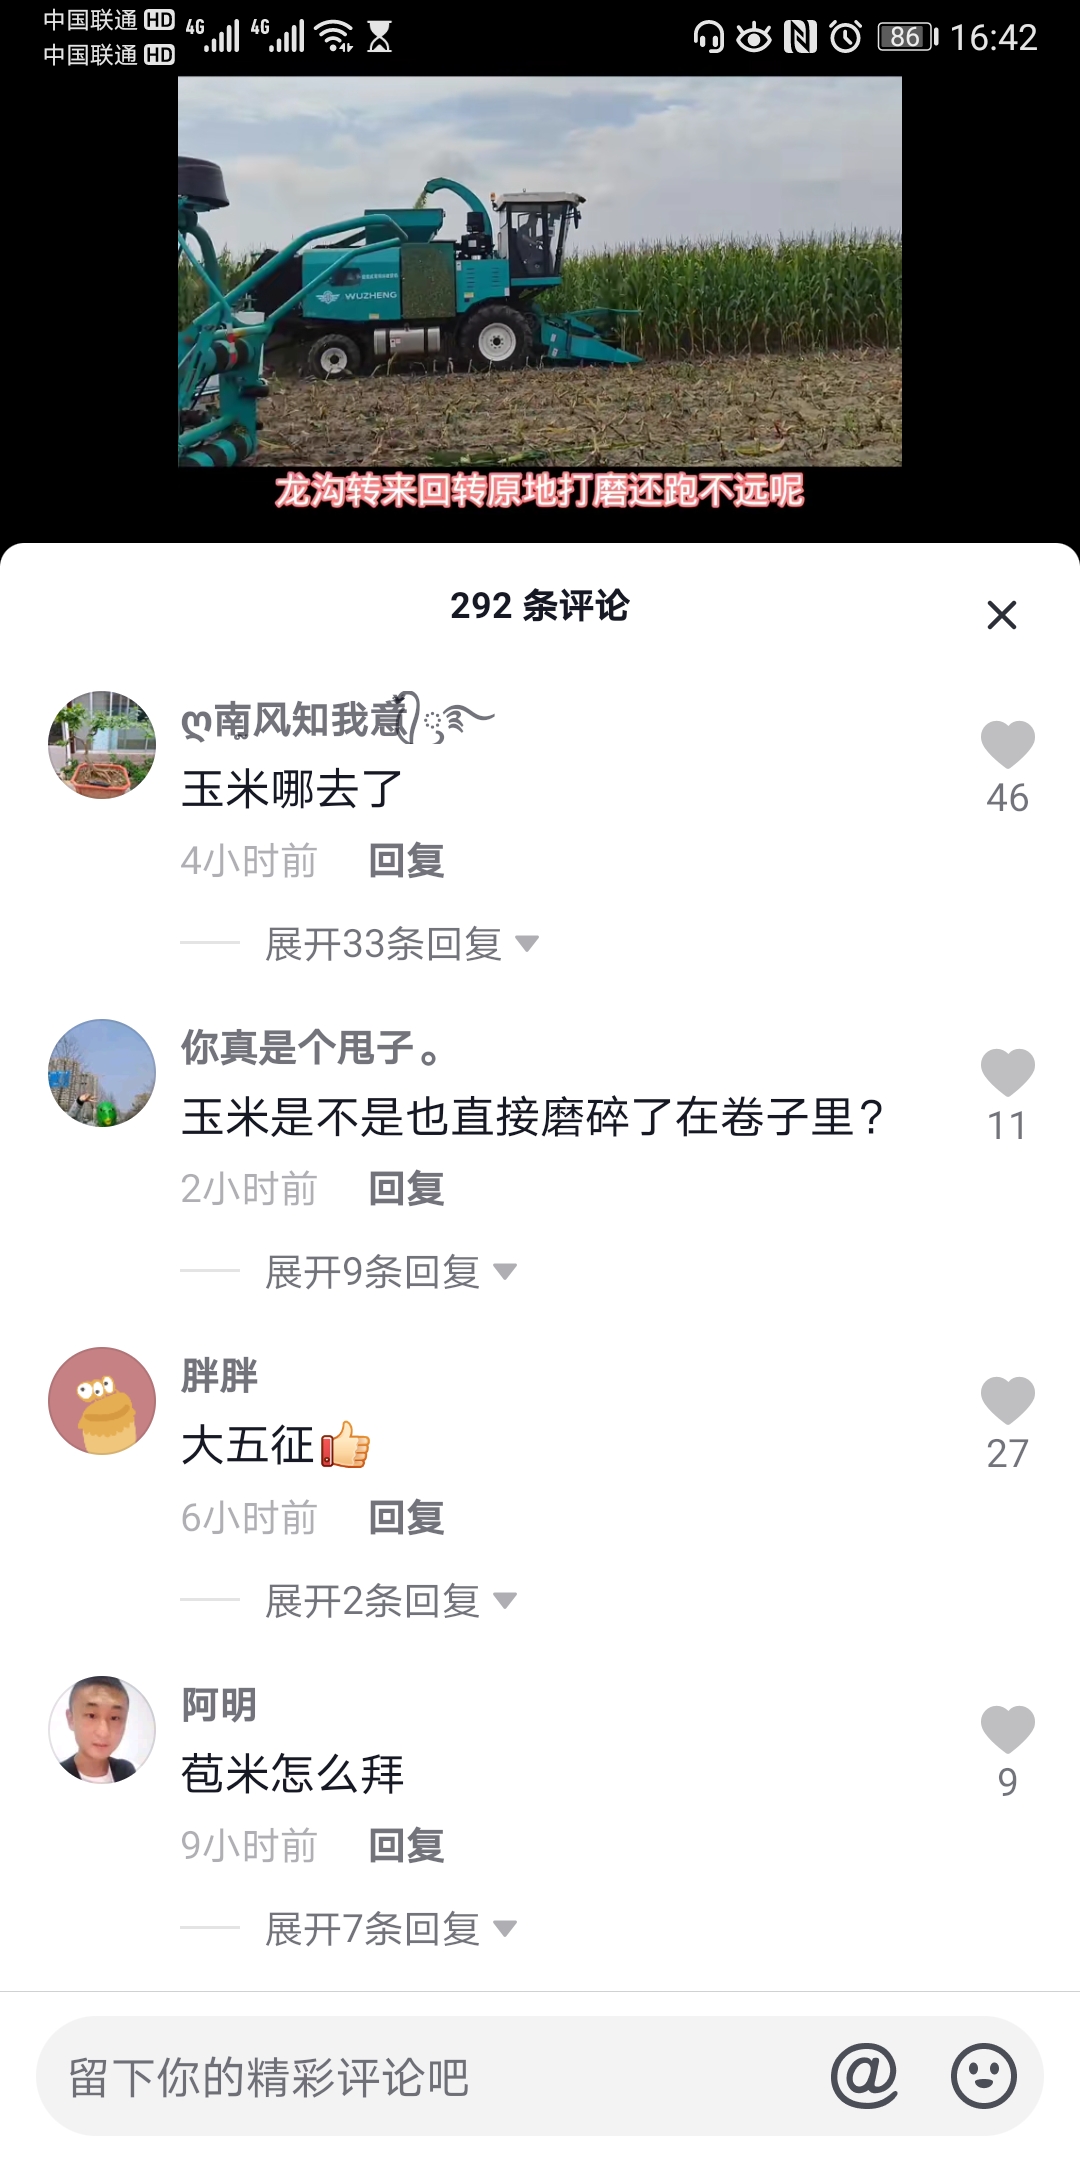 中国联通 HD
中国联通 HD
4G 4G 86 16:42
WUZHENG
龙沟转来回转原地打磨还跑不远呢
292 条评论
ღ南风知我意
玉米哪去了
4小时前 回复
46
展开33条回复
你真是个甩子。
玉米是不是也直接磨碎了在卷子里？
2小时前 回复
11
展开9条回复
胖胖
大五征👍
6小时前 回复
27
展开2条回复
阿明
苞米怎么拜
9小时前 回复
9
展开7条回复
留下你的精彩评论吧
@